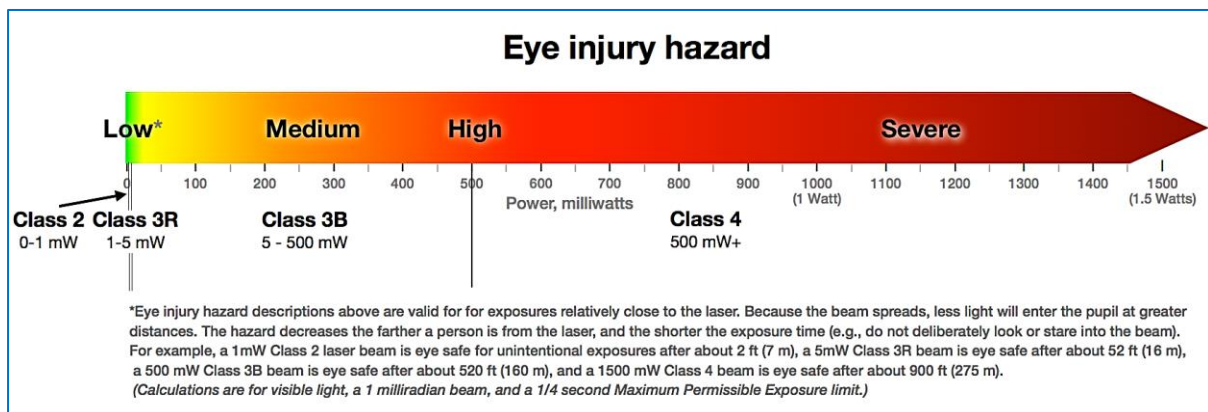 Eye injury hazard
Low* Medium High Severe
0 100 200 300 400 500 600 700 800 900 1000 1100 1200 1300 1400 1500
Power, milliwatts (1 Watt) (1.5 Watts)
Class 2 Class 3R Class 3B Class 4
0-1 mW 1-5 mW 5 - 500 mW 500 mW+
*Eye injury hazard descriptions above are valid for for exposures relatively close to the laser. Because the beam spreads, less light will enter the pupil at greater
distances. The hazard decreases the farther a person is from the laser, and the shorter the exposure time (e.g., do not deliberately look or stare into the beam).
For example, a 1mW Class 2 laser beam is eye safe for unintentional exposures after about 2 ft (7 m), a 5mW Class 3R beam is eye safe after about 52 ft (16 m),
a 500 mW Class 3B beam is eye safe after about 520 ft (160 m), and a 1500 mW Class 4 beam is eye safe after about 900 ft (275 m).
(Calculations are for visible light, a 1 milliradian beam, and a 1/4 second Maximum Permissible Exposure limit.)